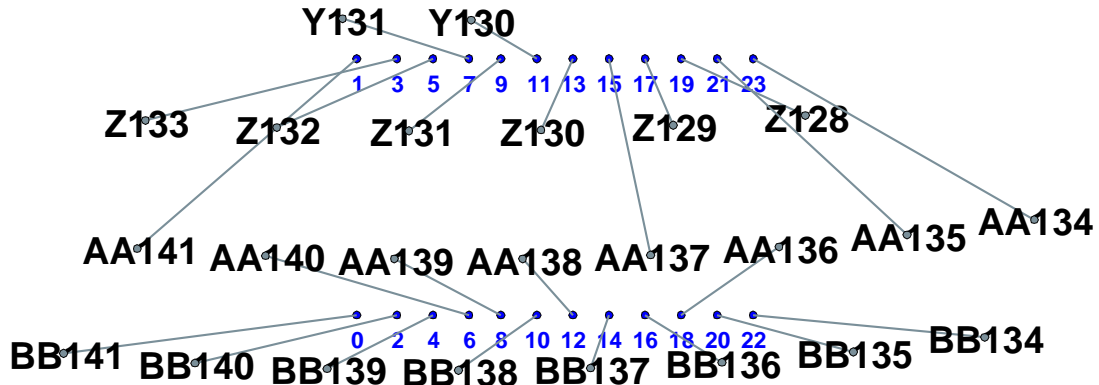 Y131 Y130
1 3 5 7 9 11 13 15 17 19 21 23
Z133 Z132 Z131 Z130 Z129 Z128
AA141 AA140 AA139 AA138 AA137 AA136 AA135 AA134
0 2 4 6 8 10 12 14 16 18 20 22
BB141 BB140 BB139 BB138 BB137 BB136 BB135 BB134